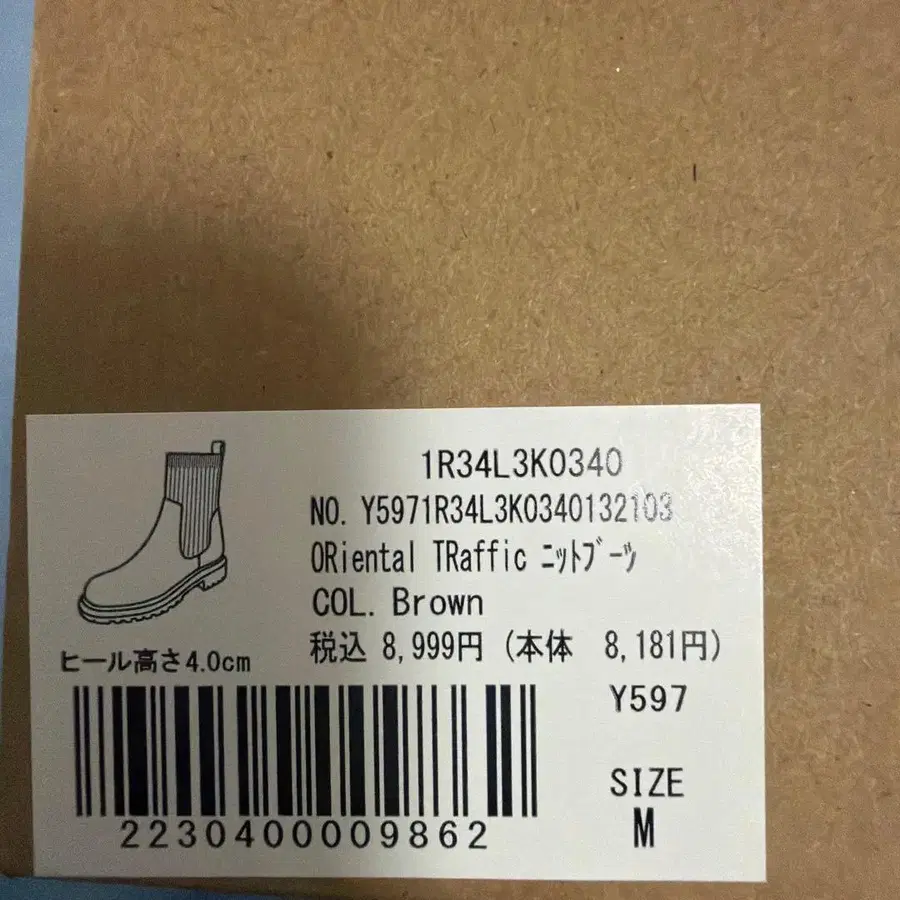 1R34L3K0340
NO. Y5971R34L3K0340132103
ORiental TRaffic ﾆｯﾄﾌﾞｰﾂ
COL. Brown
税込 8,999円 (本体 8,181円)
ヒール高さ4.0cm
Y597
SIZE
M
2230400009862